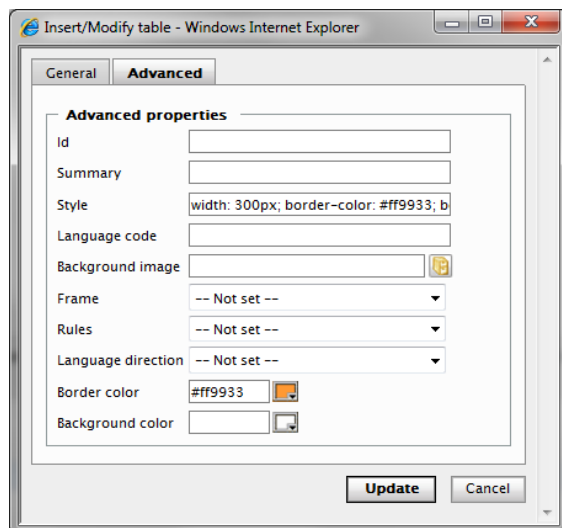 Insert/Modify table - Windows Internet Explorer
General Advanced
Advanced properties
Id
Summary
Style width: 300px; border-color: #ff9933; b
Language code
Background image
Frame -- Not set --
Rules -- Not set --
Language direction -- Not set --
Border color #ff9933
Background color
Update Cancel